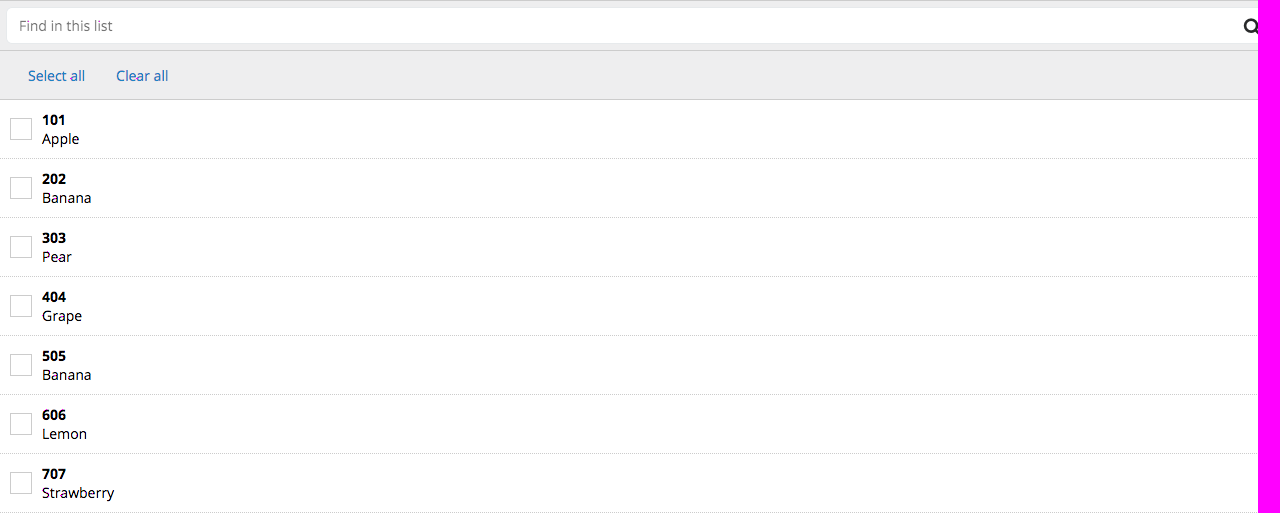 Find in this list
Select all Clear all
101
Apple
202
Banana
303
Pear
404
Grape
505
Banana
606
Lemon
707
Strawberry